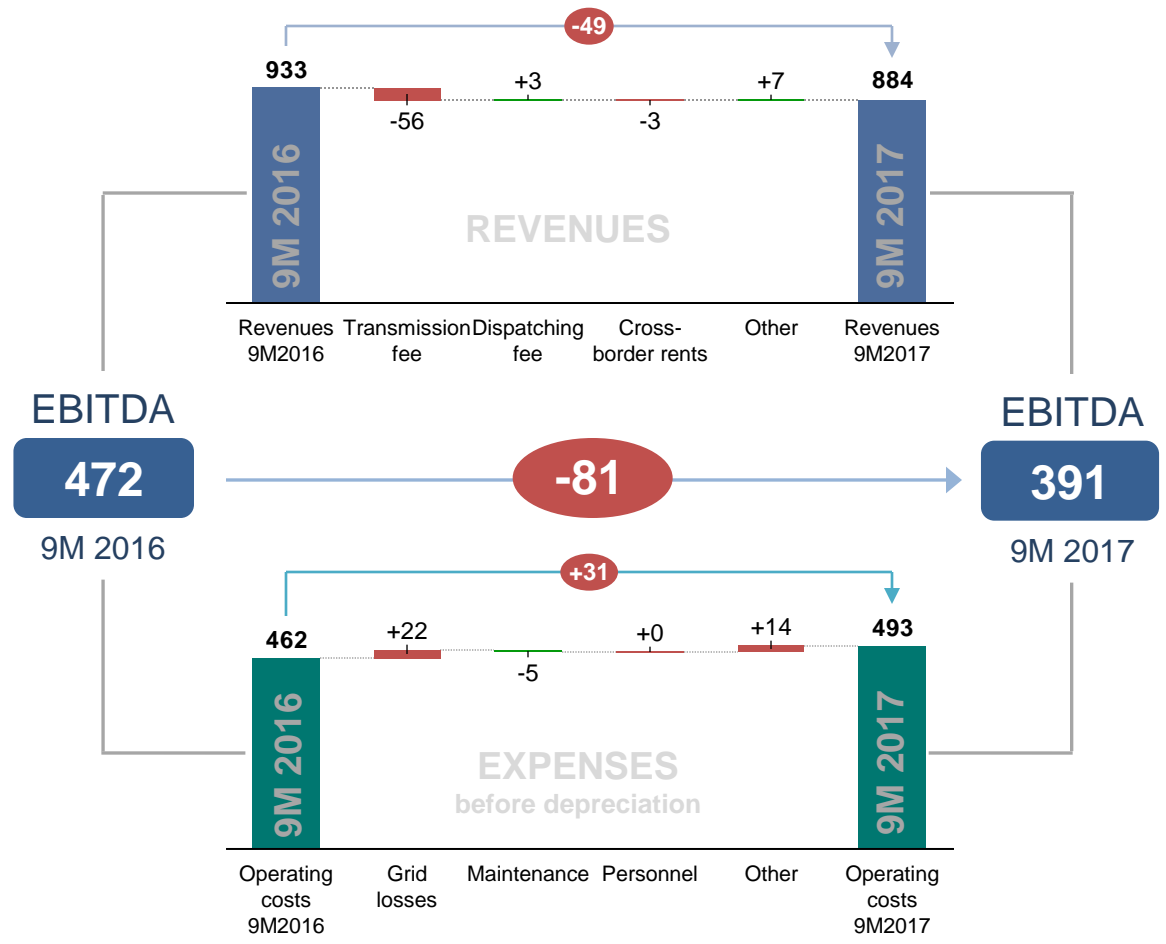 -49
933
+3
+7
884
-56
-3
9M 2016
9M 2017
REVENUES
Revenues
9M2016
Transmission
fee
Dispatching
fee
Cross-
border rents
Other
Revenues
9M2017
EBITDA
472
9M 2016
-81
EBITDA
391
9M 2017
+31
462
+22
+0
+14
493
-5
9M 2016
9M 2017
EXPENSES
before depreciation
Operating
costs
9M2016
Grid
losses
Maintenance
Personnel
Other
Operating
costs
9M2017